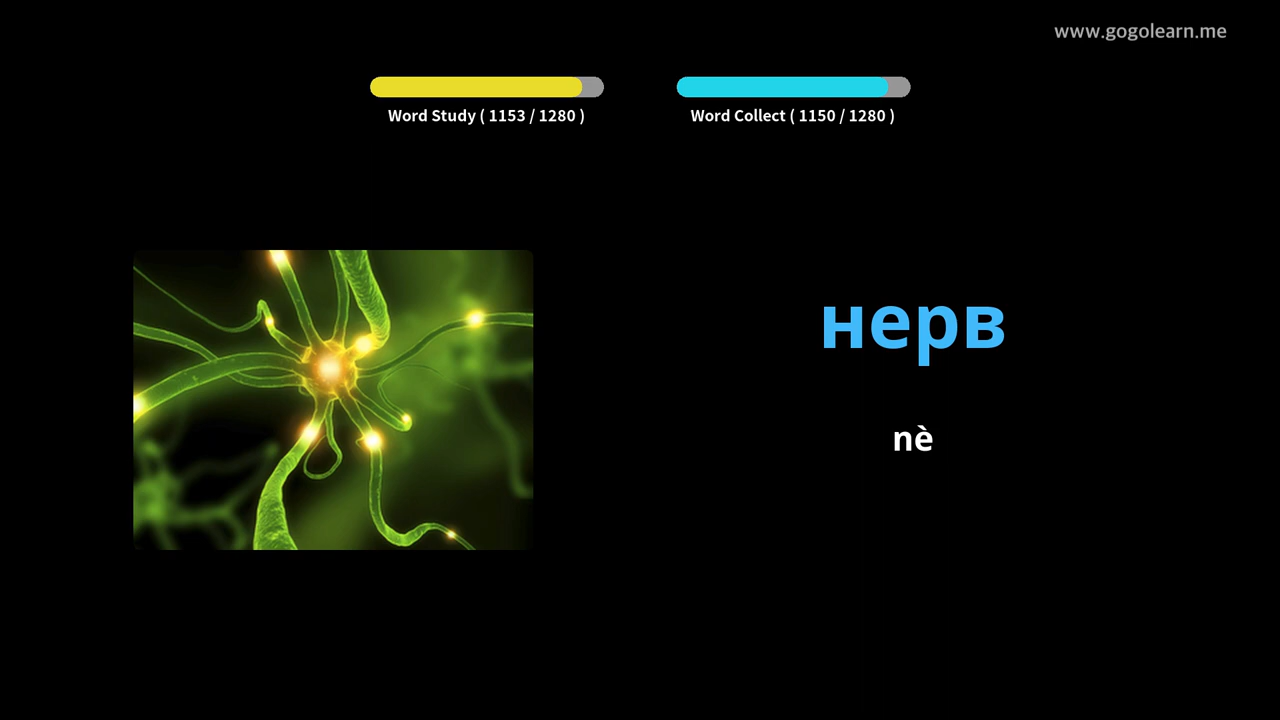 www.gogolearn.me
Word Study ( 1153 / 1280 )
Word Collect ( 1150 / 1280 )
нерв
nè